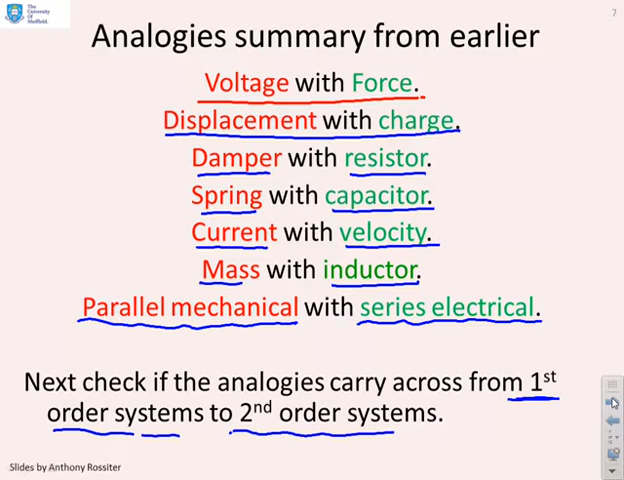 The
University
Of
Sheffield.
7
Analogies summary from earlier
Voltage with Force.
Displacement with charge.
Damper with resistor.
Spring with capacitor.
Current with velocity.
Mass with inductor.
Parallel mechanical with series electrical.
Next check if the analogies carry across from 1st
order systems to 2nd order systems.
Slides by Anthony Rossiter